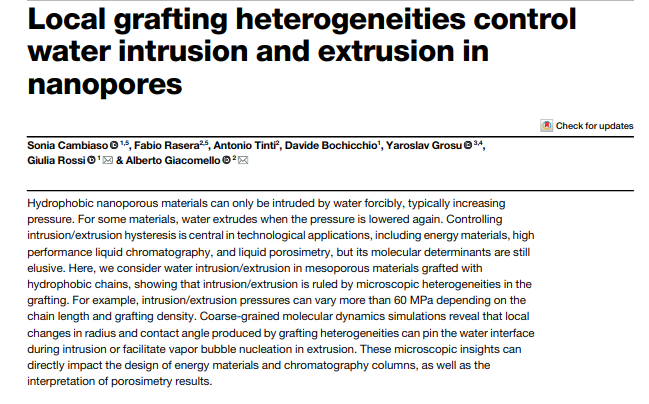 Local grafting heterogeneities control
water intrusion and extrusion in
nanopores
Check for updates
Sonia Cambiaso 1,5, Fabio Rasera2,5, Antonio Tinti2, Davide Bochicchio1, Yaroslav Grosu 3,4,
Giulia Rossi 1 & Alberto Giacomello 2
Hydrophobic nanoporous materials can only be intruded by water forcibly, typically increasing
pressure. For some materials, water extrudes when the pressure is lowered again. Controlling
intrusion/extrusion hysteresis is central in technological applications, including energy materials, high
performance liquid chromatography, and liquid porosimetry, but its molecular determinants are still
elusive. Here, we consider water intrusion/extrusion in mesoporous materials grafted with
hydrophobic chains, showing that intrusion/extrusion is ruled by microscopic heterogeneities in the
grafting. For example, intrusion/extrusion pressures can vary more than 60 MPa depending on the
chain length and grafting density. Coarse-grained molecular dynamics simulations reveal that local
changes in radius and contact angle produced by grafting heterogeneities can pin the water interface
during intrusion or facilitate vapor bubble nucleation in extrusion. These microscopic insights can
directly impact the design of energy materials and chromatography columns, as well as the
interpretation of porosimetry results.